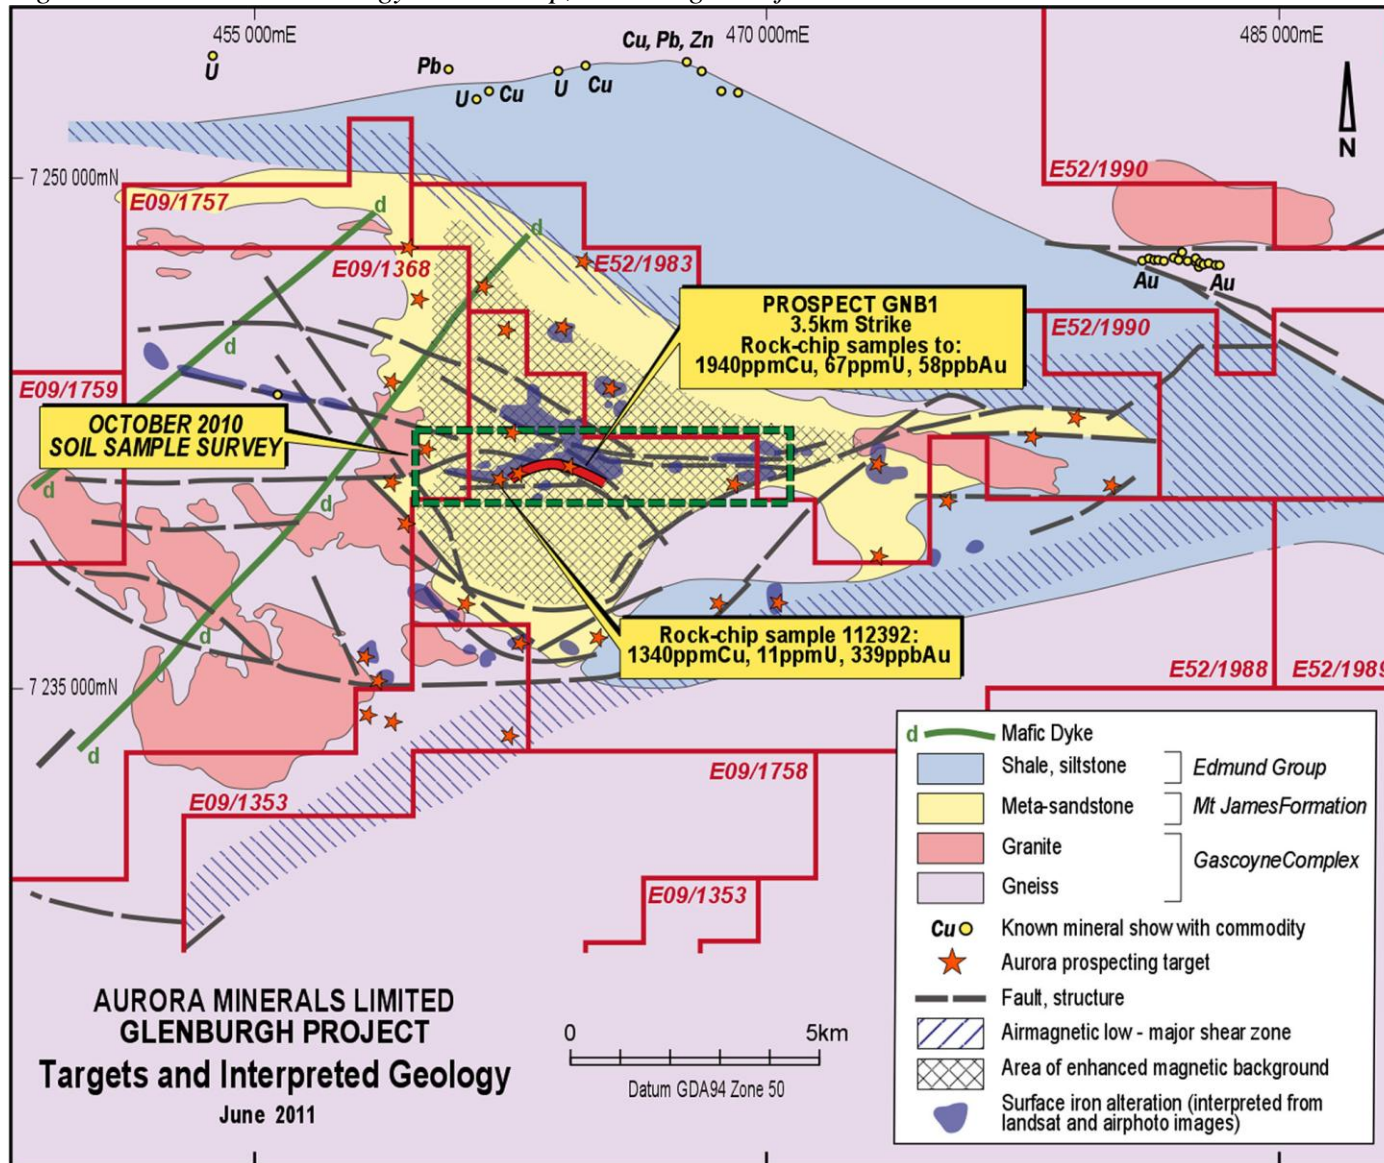 455 000mE
470 000mE
485 000mE
U
Pb
U
Cu
U
Cu
Cu, Pb, Zn
N
7 250 000mN
E09/1757
d
d
E52/1990
E09/1368
E52/1983
Au
Au
PROSPECT GNB1
3.5km Strike
Rock-chip samples to:
1940ppmCu, 67ppmU, 58ppbAu
E52/1990
d
E09/1759
OCTOBER 2010
SOIL SAMPLE SURVEY
d
d
d
Rock-chip sample 112392:
1340ppmCu, 11ppmU, 339ppbAu
7 235 000mN
E52/1988
E52/1989
d
E09/1758
E09/1353
E09/1353
d Mafic Dyke
Shale, siltstone
Edmund Group
Meta-sandstone
Mt JamesFormation
Granite
Gneiss
GascoyneComplex
Cu Known mineral show with commodity
Aurora prospecting target
Fault, structure
Airmagnetic low - major shear zone
Area of enhanced magnetic background
Surface iron alteration (interpreted from
landsat and airphoto images)
AURORA MINERALS LIMITED
GLENBURGH PROJECT
Targets and Interpreted Geology
June 2011
0 5km
Datum GDA94 Zone 50